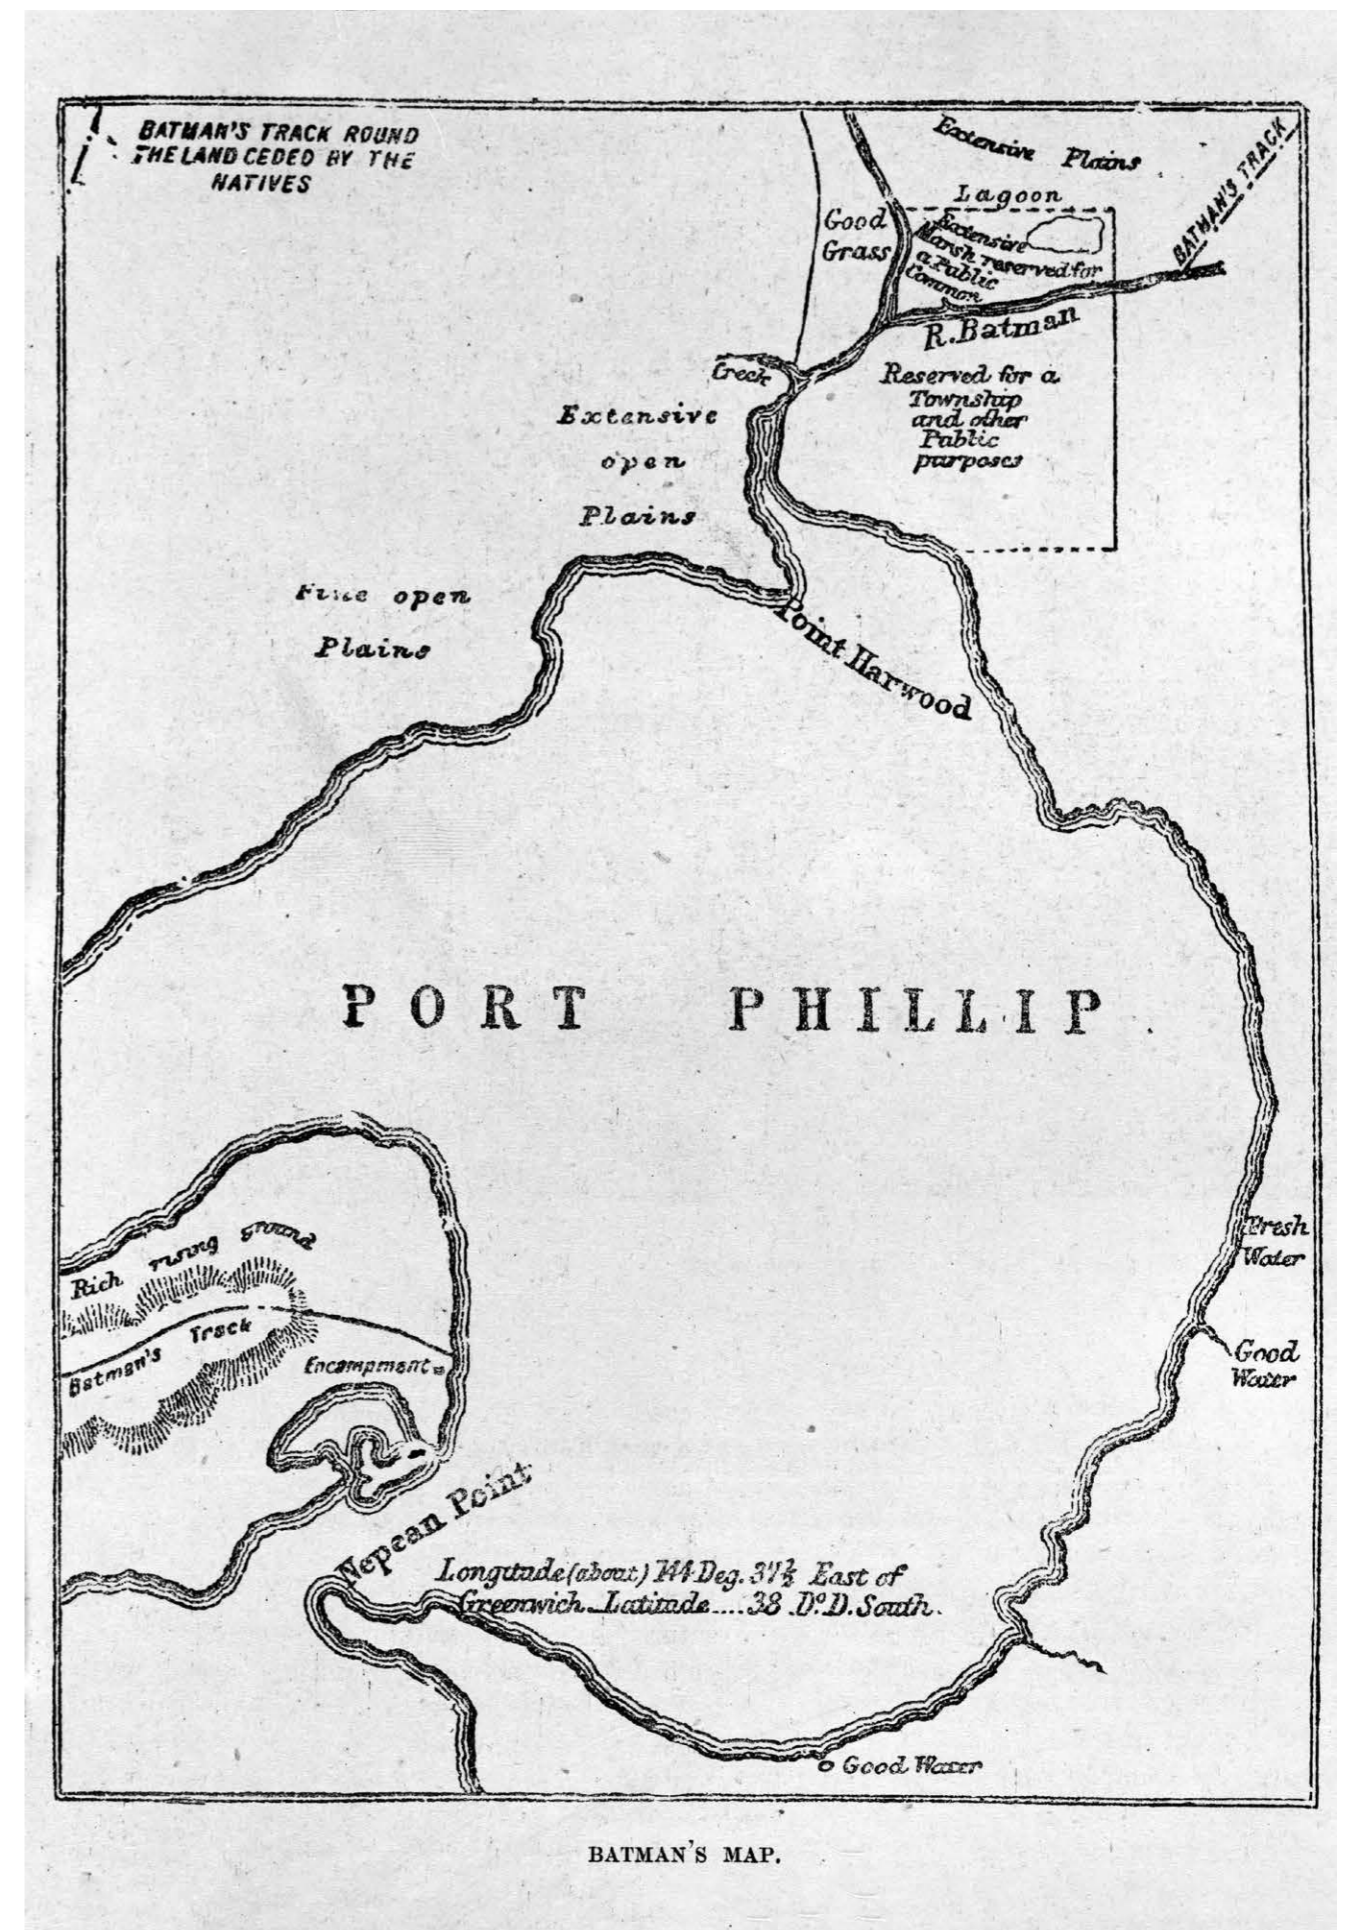 BATMAN'S TRACK ROUND
THE LAND CEDED BY THE
NATIVES
Extensive Plains
BATMAN'S TRACK
Lagoon
Good
Grass
Extensive
Marsh reserved for
a Public
Common
R. Batman
Creek
Reserved for a
Township
and other
Public
purposes
Extensive
open
Plains
Fine open
Plains
Point Harwood
PORT PHILLIP
Rich rising ground
Fresh
Water
Batman's Track
Encampment
Good
Water
Nepean Point
Longitude (about) 144 Deg. 37½ East of
Greenwich Latitude .... 38 Do D. South.
Good Water
BATMAN'S MAP.